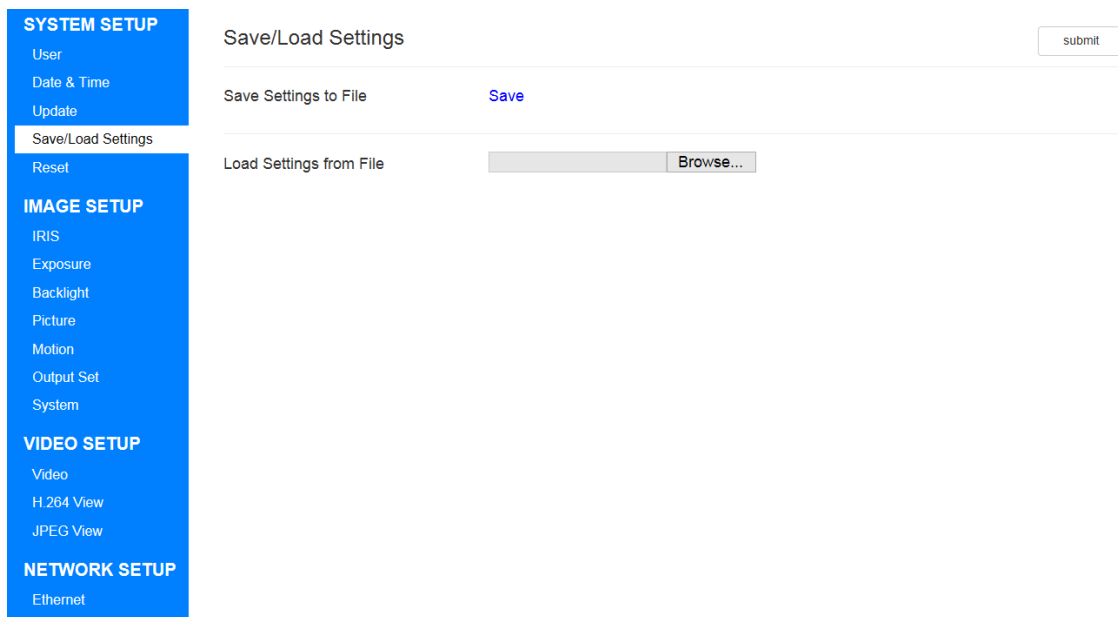 SYSTEM SETUP
User
Date & Time
Update
Save/Load Settings
Reset
IMAGE SETUP
IRIS
Exposure
Backlight
Picture
Motion
Output Set
System
VIDEO SETUP
Video
H.264 View
JPEG View
NETWORK SETUP
Ethernet
Save/Load Settings
submit
Save Settings to File
Save
Load Settings from File
Browse...